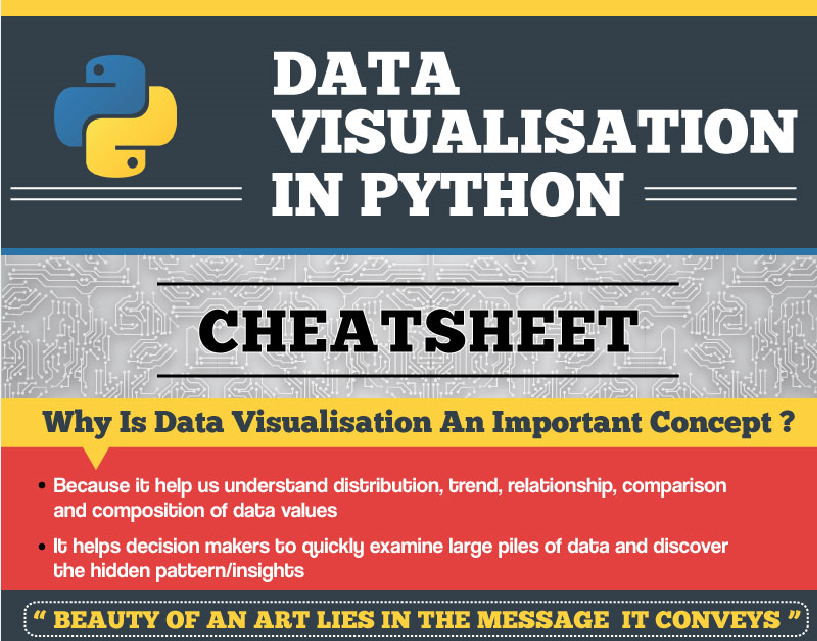 DATA
VISUALISATION
IN PYTHON
CHEATSHEET
Why Is Data Visualisation An Important Concept ?
• Because it help us understand distribution, trend, relationship, comparison
and composition of data values
• It helps decision makers to quickly examine large piles of data and discover
the hidden pattern/insights
“ BEAUTY OF AN ART LIES IN THE MESSAGE IT CONVEYS ”